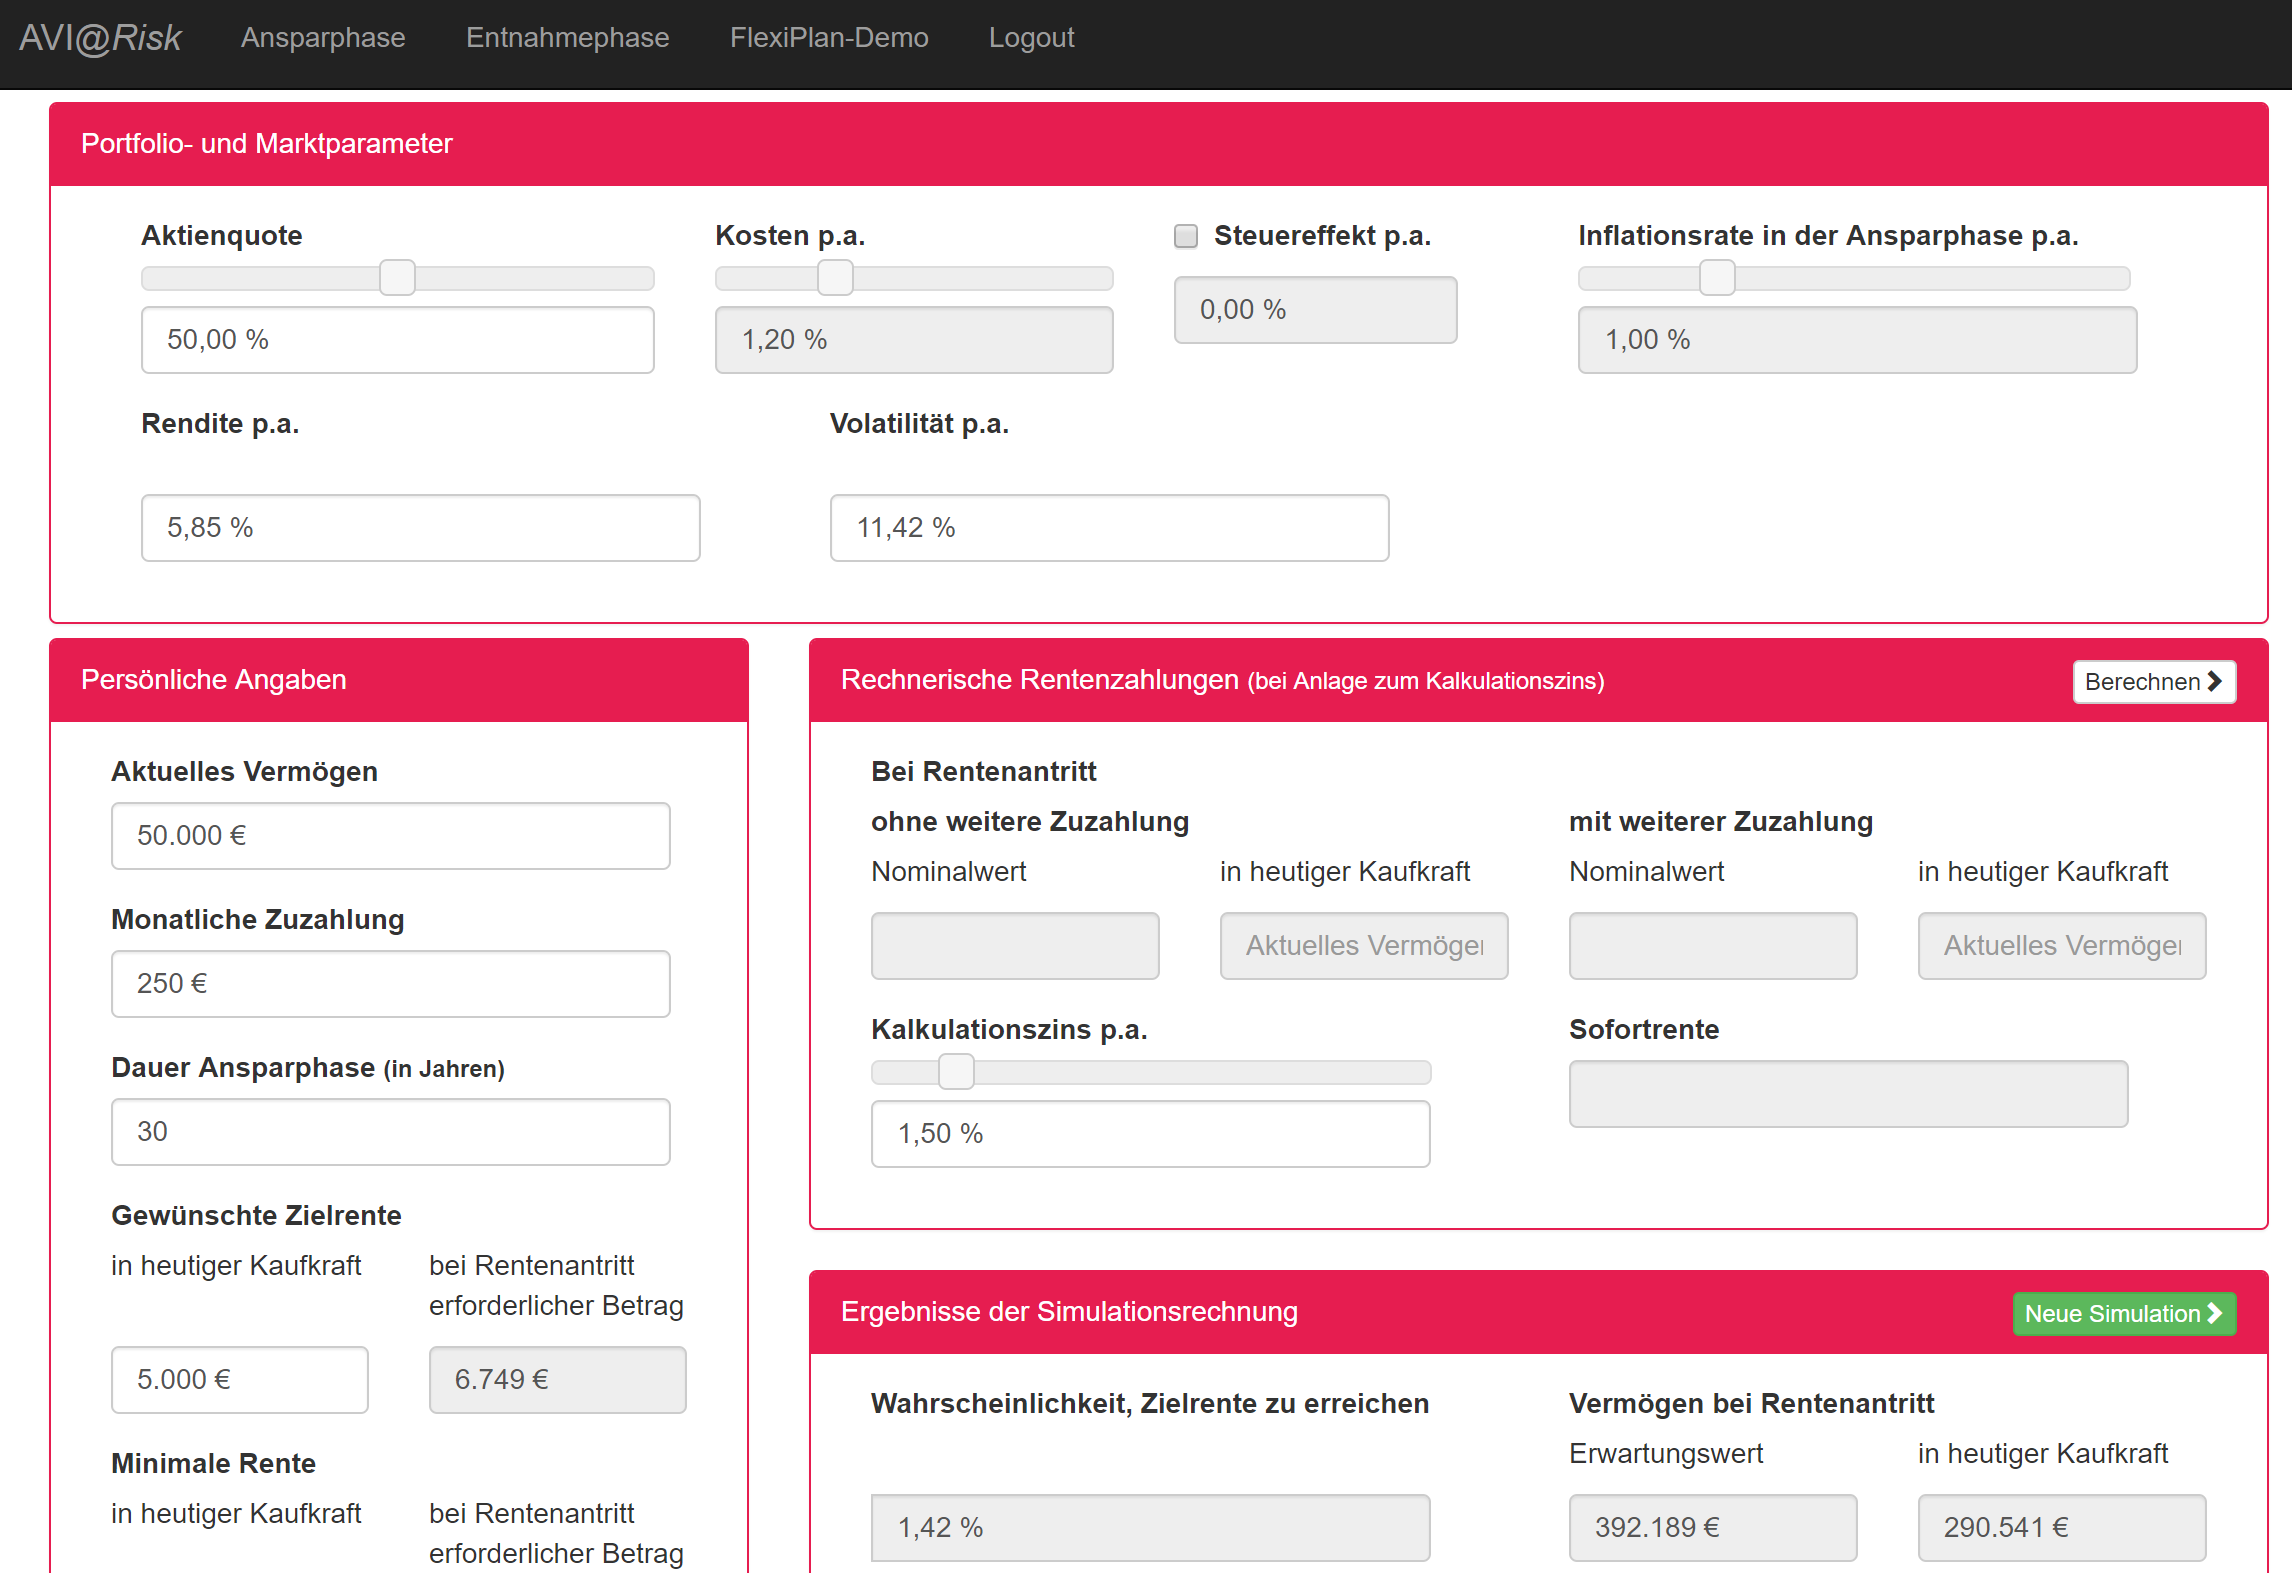 AVI@Risk Ansparphase Entnahmephase FlexiPlan-Demo Logout
Portfolio- und Marktparameter
Aktienquote Kosten p.a. Steuereffekt p.a. Inflationsrate in der Ansparphase p.a.
50,00 % 1,20 % 0,00 % 1,00 %
Rendite p.a. Volatilität p.a.
5,85 % 11,42 %
Persönliche Angaben
Aktuelles Vermögen
50.000 €
Monatliche Zuzahlung
250 €
Dauer Ansparphase (in Jahren)
30
Gewünschte Zielrente
in heutiger Kaufkraft
bei Rentenantritt
erforderlicher Betrag
5.000 € 6.749 €
Minimale Rente
in heutiger Kaufkraft
bei Rentenantritt
erforderlicher Betrag
Rechnerische Rentenzahlungen (bei Anlage zum Kalkulationszins) Berechnen
Bei Rentenantritt
ohne weitere Zuzahlung mit weiterer Zuzahlung
Nominalwert in heutiger Kaufkraft Nominalwert in heutiger Kaufkraft
Aktuelles Aktuelles
Kalkulationszins p.a. Sofortrente
1,50 %
Ergebnisse der Simulationsrechnung Neue Simulation
Wahrscheinlichkeit, Zielrente zu erreichen Vermögen bei Rentenantritt
Erwartungswert in heutiger Kaufkraft
1,42 % 392.189 € 290.541 €